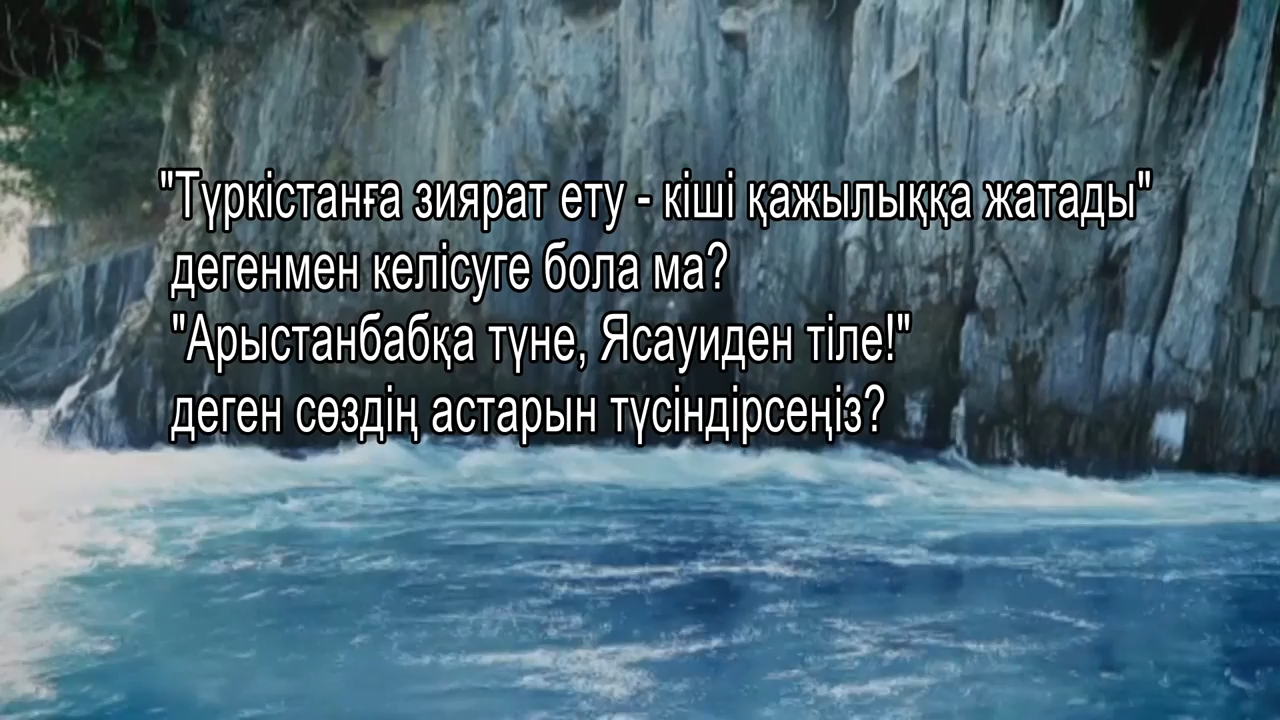 "Түркістанға зиярат ету - кіші қажылыққа жатады"
дегенмен келісуге бола ма?
"Арыстанбабқа түне, Ясауиден тіле!"
деген сөздің астарын түсіндірсеңіз?